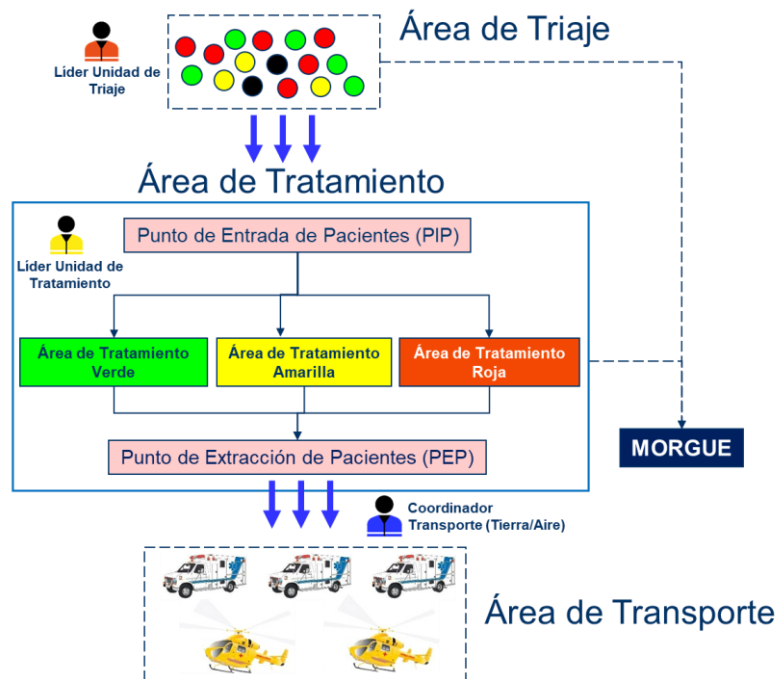 Área de Triaje
Lider Unidad de
Triaje
Área de Tratamiento
Punto de Entrada de Pacientes (PIP)
Lider Unidad de
Tratamiento
Área de Tratamiento
Verde
Área de Tratamiento
Amarilla
Área de Tratamiento
Roja
MORGUE
Punto de Extracción de Pacientes (PEP)
Coordinador
Transporte (Tierra/Aire)
Área de Transporte